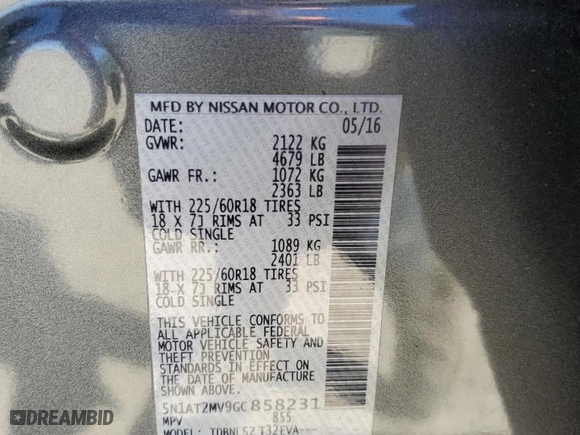 MFD BY NISSAN MOTOR CO., LTD.
DATE: 05/16
GVWR: 2122 KG
4679 LB
GAWR FR.: 1072 KG
2363 LB
WITH 225/60R18 TIRES
18 X 7J RIMS AT 33 PSI
COLD SINGLE
GAWR RR.: 1089 KG
2401 LB
WITH 225/60R18 TIRES
18 X 7J RIMS AT 33 PSI
COLD SINGLE
THIS VEHICLE CONFORMS TO
ALL APPLICABLE FEDERAL
MOTOR VEHICLE SAFETY AND
THEFT PREVENTION
STANDARDS IN EFFECT ON
THE DATE OF MANUFACTURE
SHOWN ABOVE.
5N1AT2MV9GC858231
MPV 855
MODEL:
DREAMBID